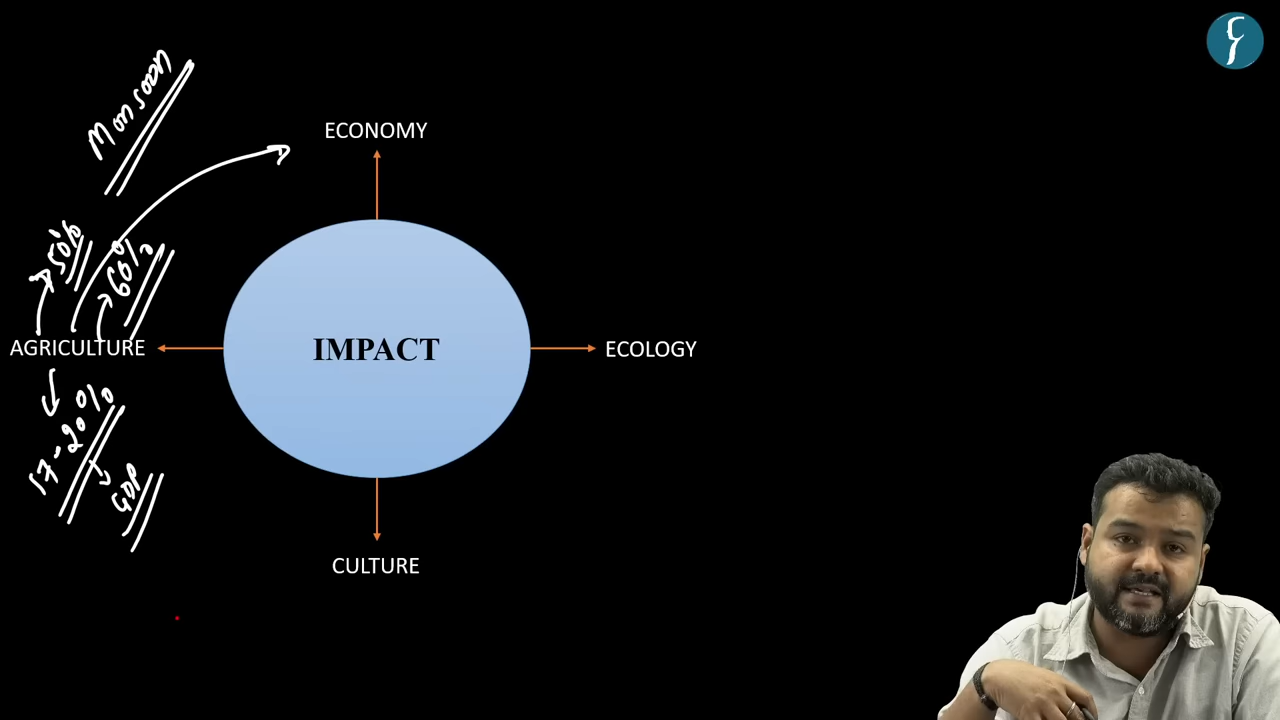 Monsoon
ECONOMY
50%
60%
AGRICULTURE
IMPACT
ECOLOGY
17-20%
GDP
CULTURE